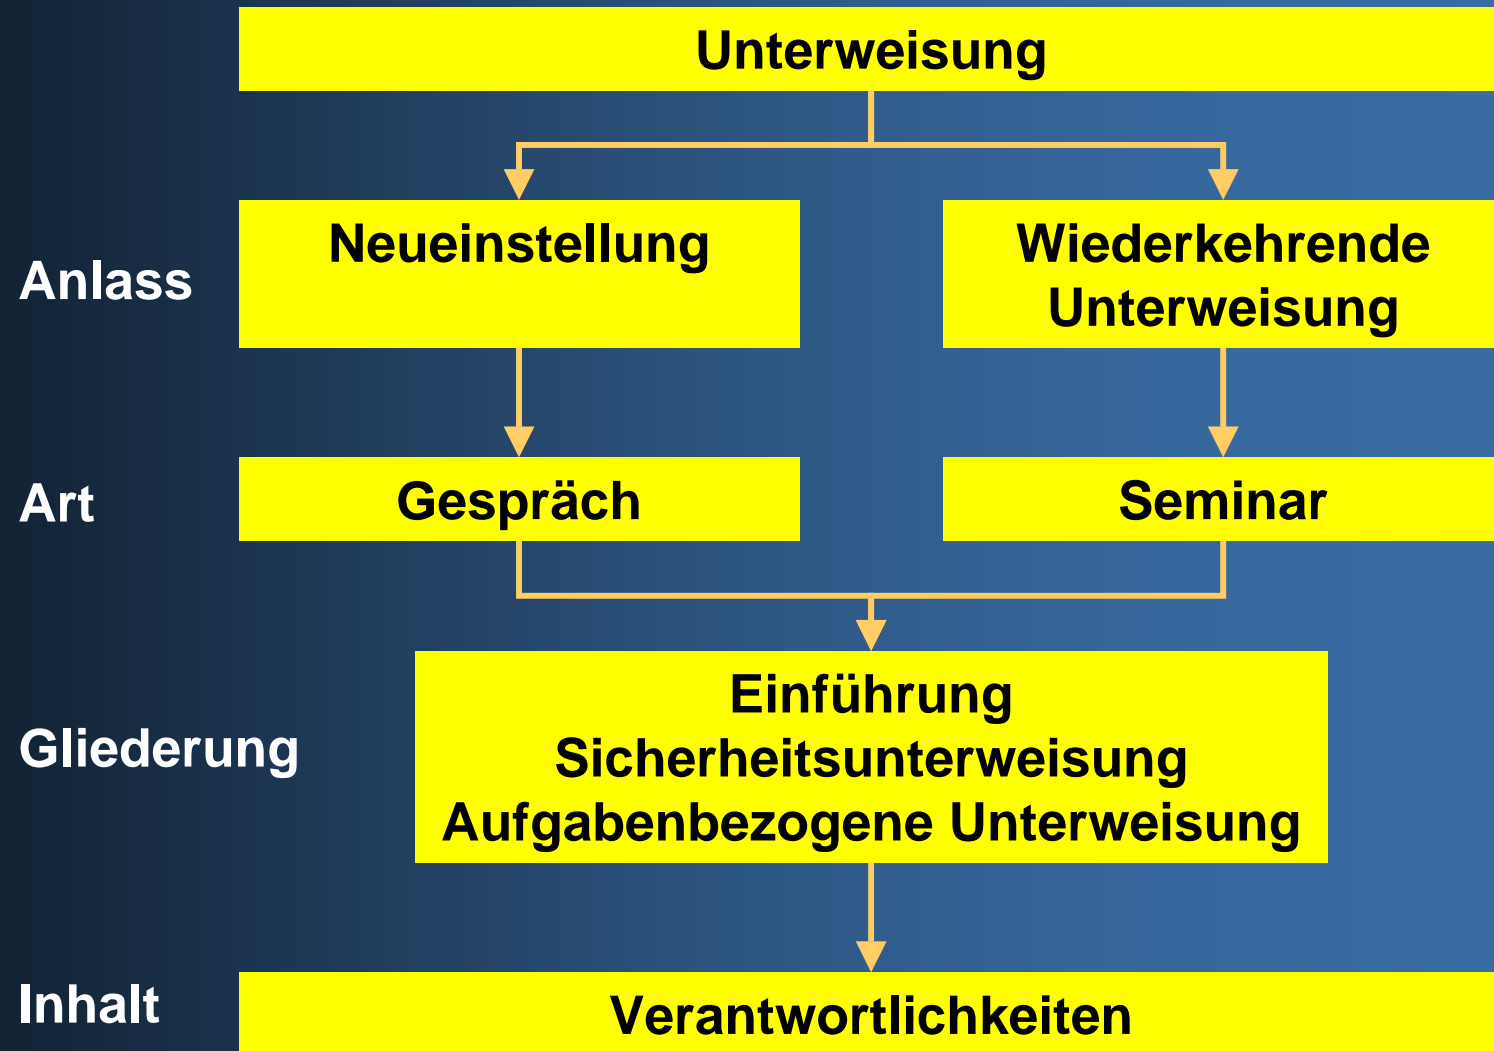 Unterweisung
Anlass
Neueinstellung
Wiederkehrende
Unterweisung
Art
Gespräch
Seminar
Gliederung
Einführung
Sicherheitsunterweisung
Aufgabenbezogene Unterweisung
Inhalt
Verantwortlichkeiten